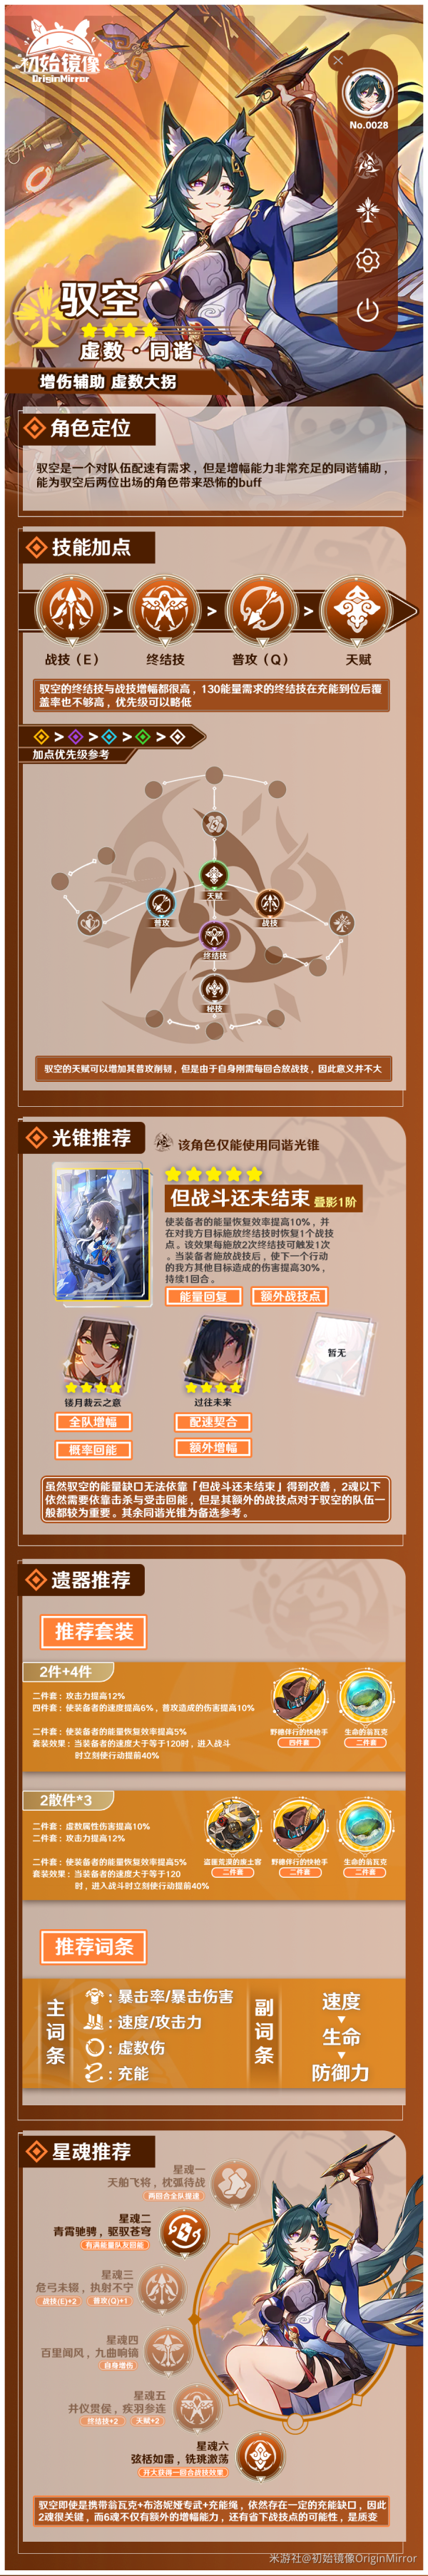 初始镜像
OriginMirror
No.0028
驭空
虚数·同谐
增伤辅助 虚数大拐
角色定位
驭空是一个对队伍配速有需求，但是增幅能力非常充足的同谐辅助，
能为驭空后两位出场的角色带来恐怖的buff
技能加点
战技（E） > 终结技 > 普攻（Q） > 天赋
驭空的终结技与战技增幅都很高，130能量需求的终结技在充能到位后覆
盖率也不够高，优先级可以略低
> > > >
加点优先级参考
天赋
普攻
战技
终结技
秘技
驭空的天赋可以增加其普攻削韧，但是由于自身刚需每回合放战技，因此意义并不大
光锥推荐
该角色仅能使用同谐光锥
但战斗还未结束 叠影1阶
使装备者的能量恢复效率提高10%，并
在对我方目标施放终结技时恢复1个战技
点。该效果每施放2次终结技可触发1次
。当装备者施放战技后，使下一个行动
的我方其他目标造成的伤害提高30%，
持续1回合。
能量回复 额外战技点
镂月裁云之意
全队增幅
概率回能
过往未来
配速契合
额外增幅
暂无
虽然驭空的能量缺口无法依靠「但战斗还未结束」得到改善，2魂以下
依然需要依靠击杀与受击回能，但是其额外的战技点对于驭空的队伍一
般都较为重要。其余同谐光锥为备选参考。
遗器推荐
推荐套装
2件+4件
二件套：攻击力提高12%
四件套：使装备者的速度提高6%，普攻造成的伤害提高10%
二件套：使装备者的能量恢复效率提高5%
套装效果：当装备者的速度大于等于120时，进入战斗
时立刻使行动提前40%
野穗伴行的快枪手
四件套
生命的翁瓦克
二件套
2散件*3
二件套：虚数属性伤害提高10%
二件套：攻击力提高12%
二件套：使装备者的能量恢复效率提高5%
套装效果：当装备者的速度大于等于120
时，进入战斗时立刻使行动提前40%
盗匪荒漠的废土客
二件套
野穗伴行的快枪手
二件套
生命的翁瓦克
二件套
推荐词条
主词条
：暴击率/暴击伤害
：速度/攻击力
：虚数伤
：充能
副词条
速度
生命
防御力
星魂推荐
星魂一
天舶飞将，枕弧待战
两回合全队提速
星魂二
青霄驰骋，驱驭苍穹
有满能量队友回能
星魂三
危弓未辍，执射不宁
战技(E)+2 普攻(Q)+1
星魂四
百里闻风，九曲响镝
自身增伤
星魂五
井仪贯侯，疾羽参连
终结技+2 天赋+2
星魂六
弦栝如雷，铣珧激荡
开大获得一回合战技效果
驭空即使是携带翁瓦克+布洛妮娅专武+充能绳，依然存在一定的充能缺口，因此
2魂很关键，而6魂不仅有额外的增幅能力，还有省下战技点的可能性，是质变
米游社@初始镜像OriginMirror